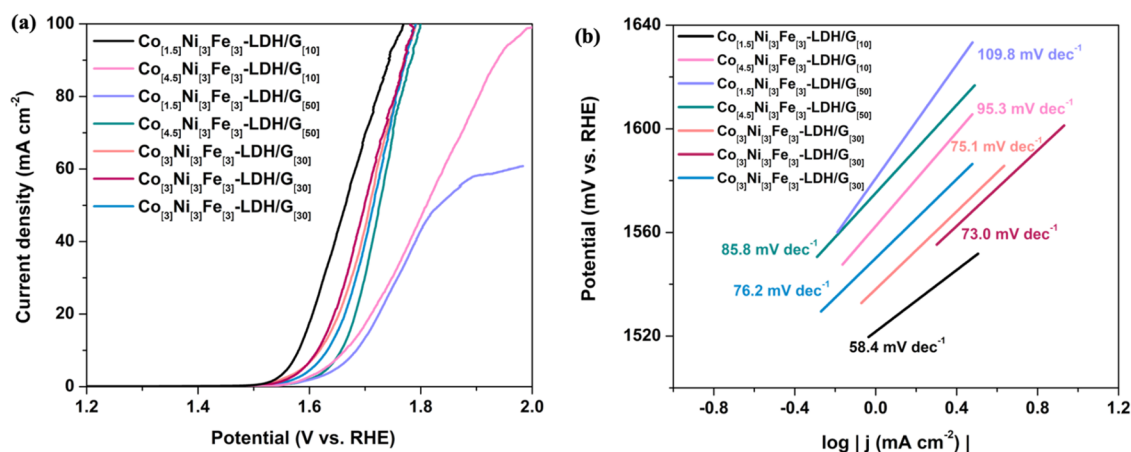 (a)
Co[1.5]Ni[3]Fe[3]-LDH/G[10]
Co[4.5]Ni[3]Fe[3]-LDH/G[10]
Co[1.5]Ni[3]Fe[3]-LDH/G[50]
Co[4.5]Ni[3]Fe[3]-LDH/G[50]
Co[3]Ni[3]Fe[3]-LDH/G[30]
Co[3]Ni[3]Fe[3]-LDH/G[30]
Co[3]Ni[3]Fe[3]-LDH/G[30]
Current density (mA cm-2)
100
80
60
40
20
0
1.2
1.4
1.6
1.8
2.0
Potential (V vs. RHE)
(b)
Co[1.5]Ni[3]Fe[3]-LDH/G[10]
Co[4.5]Ni[3]Fe[3]-LDH/G[10]
Co[1.5]Ni[3]Fe[3]-LDH/G[50]
Co[4.5]Ni[3]Fe[3]-LDH/G[50]
Co[3]Ni[3]Fe[3]-LDH/G[30]
Co[3]Ni[3]Fe[3]-LDH/G[30]
Co[3]Ni[3]Fe[3]-LDH/G[30]
109.8 mV dec-1
95.3 mV dec-1
75.1 mV dec-1
73.0 mV dec-1
85.8 mV dec-1
76.2 mV dec-1
58.4 mV dec-1
Potential (mV vs. RHE)
1640
1600
1560
1520
-0.8
-0.4
0.0
0.4
0.8
1.2
log | j (mA cm-2) |